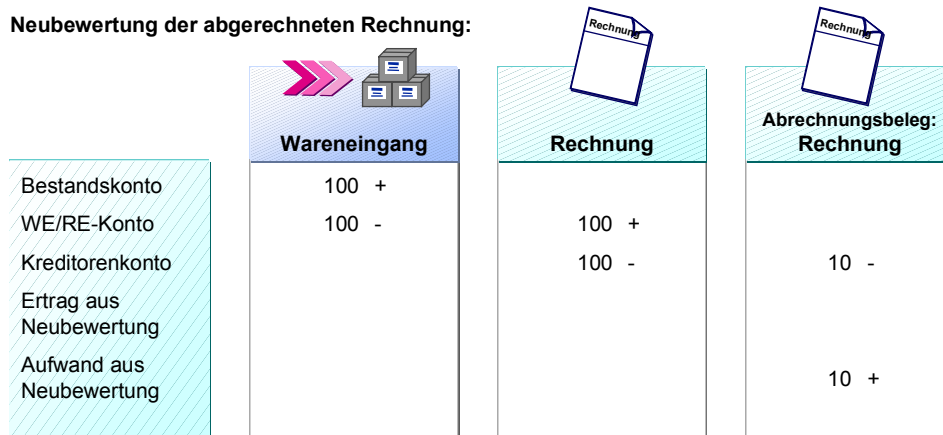 Neubewertung der abgerechneten Rechnung:
Rechnung
Rechnung
Wareneingang
Rechnung
Abrechnungsbeleg:
Rechnung
Bestandskonto 100 +
WE/RE-Konto 100 - 100 +
Kreditorenkonto 100 - 10 -
Ertrag aus
Neubewertung
Aufwand aus
Neubewertung 10 +